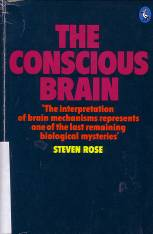 THE
CONSCIOUS
BRAIN
"The interpretation
of brain mechanisms represents
one of the last remaining
biological mysteries"
STEVEN ROSE